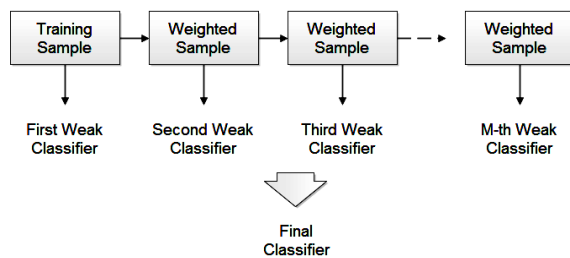 Training
Sample
Weighted
Sample
Weighted
Sample
Weighted
Sample
First Weak
Classifier
Second Weak
Classifier
Third Weak
Classifier
M-th Weak
Classifier
Final
Classifier